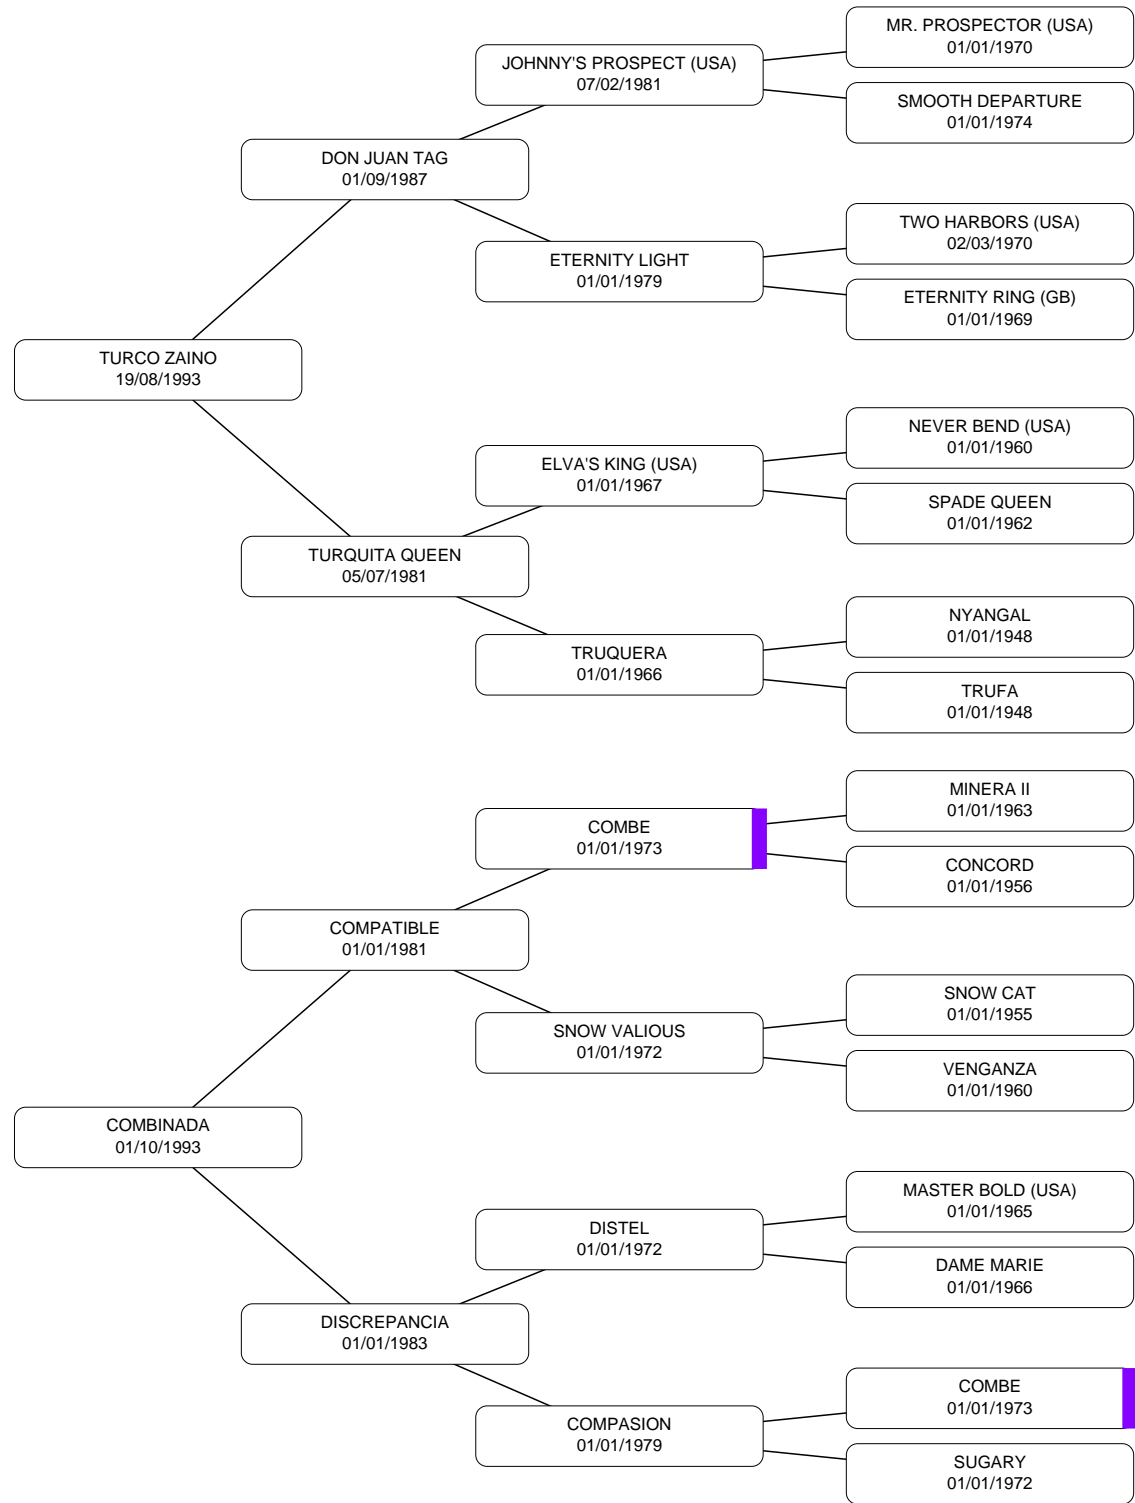 MR. PROSPECTOR (USA)
01/01/1970
JOHNNY'S PROSPECT (USA)
07/02/1981
SMOOTH DEPARTURE
01/01/1974
DON JUAN TAG
01/09/1987
TWO HARBORS (USA)
02/03/1970
ETERNITY LIGHT
01/01/1979
ETERNITY RING (GB)
01/01/1969
TURCO ZAINO
19/08/1993
NEVER BEND (USA)
01/01/1960
ELVA'S KING (USA)
01/01/1967
SPADE QUEEN
01/01/1962
TURQUITA QUEEN
05/07/1981
NYANGAL
01/01/1948
TRUQUERA
01/01/1966
TRUFA
01/01/1948
MINERA II
01/01/1963
COMBE
01/01/1973
CONCORD
01/01/1956
COMPATIBLE
01/01/1981
SNOW CAT
01/01/1955
SNOW VALIOUS
01/01/1972
VENGANZA
01/01/1960
COMBINADA
01/10/1993
MASTER BOLD (USA)
01/01/1965
DISTEL
01/01/1972
DAME MARIE
01/01/1966
DISCREPANCIA
01/01/1983
COMBE
01/01/1973
COMPASION
01/01/1979
SUGARY
01/01/1972